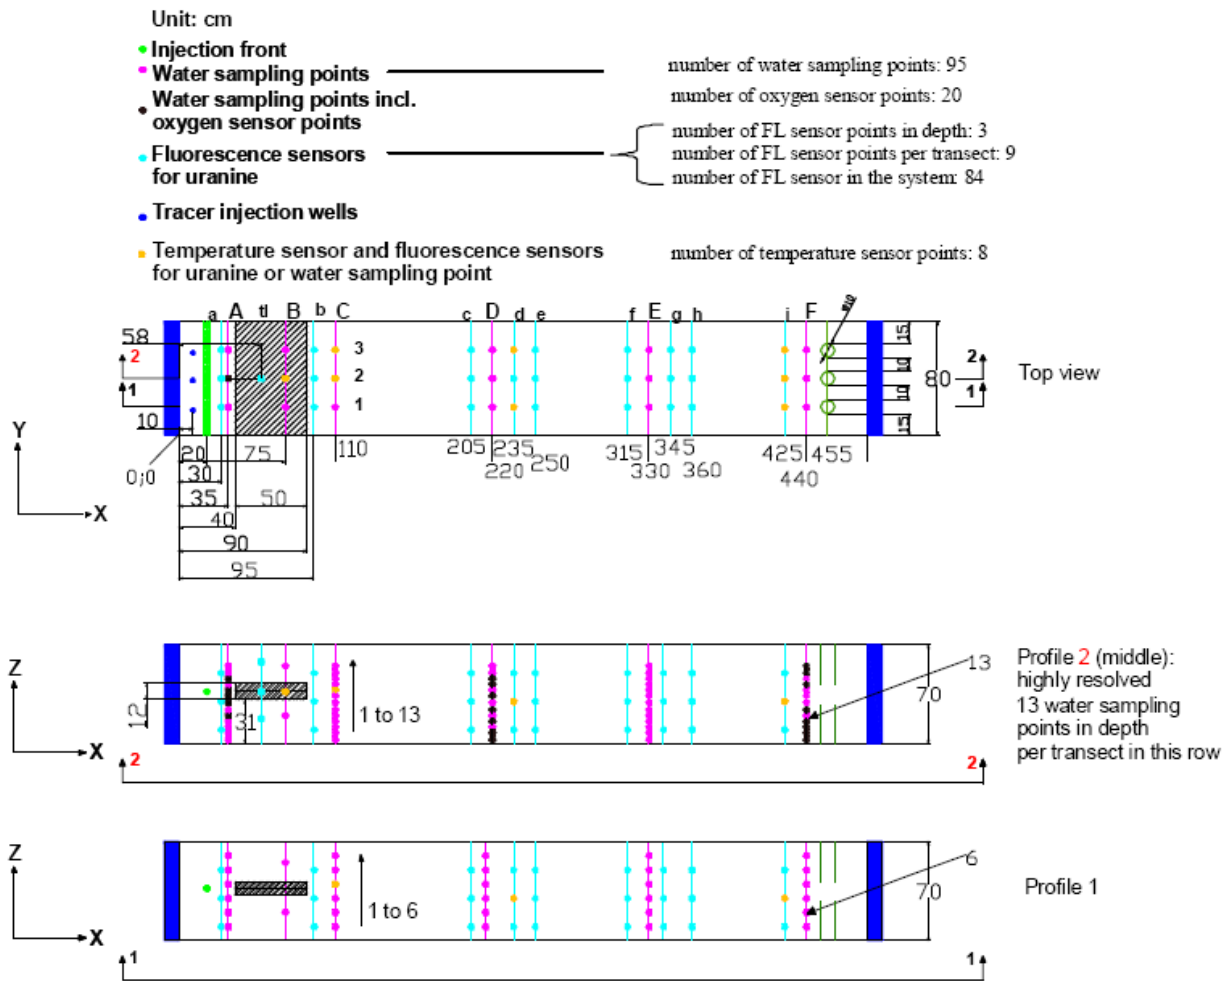 Unit: cm
Injection front
Water sampling points
number of water sampling points: 95
Water sampling points incl.
oxygen sensor points
number of oxygen sensor points: 20
number of FL sensor points in depth: 3
Fluorescence sensors
for uranine
number of FL sensor points per transect: 9
number of FL sensor in the system: 84
Tracer injection wells
Temperature sensor and fluorescence sensors
for uranine or water sampling point
number of temperature sensor points: 8
a A tl B b C c D d e f E g h i F
58
2
1
10
3
2
1
15
10
10
15
80
2
1
Top view
Y
X
0;0
20
75
30
35
50
40
90
95
110
205
235
220
250
315
345
330
360
425
455
440
Z
X
12
31
1 to 13
13
70
2
2
Profile 2 (middle):
highly resolved
13 water sampling
points in depth
per transect in this row
Z
X
1 to 6
6
70
Profile 1
1
1